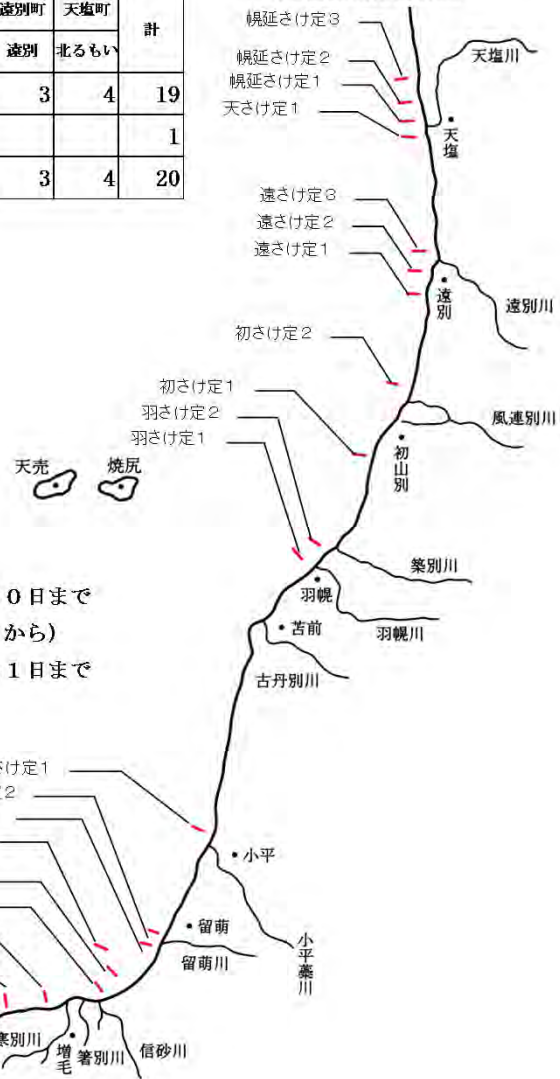 遠別町 天塩町 計
遠別 北るもい
3 4 19
1
3 4 20
幌延さけ定3
天塩川
幌延さけ定2
幌延さけ定1
天さけ定1
天塩
遠さけ定3
遠さけ定2
遠さけ定1
遠別
遠別川
初さけ定2
初さけ定1
羽さけ定2
羽さけ定1
風連別川
初山別
天売 焼尻
築別川
0日まで
羽幌
から)
苫前
羽幌川
1日まで
古丹別川
さけ定1
2
小平
留萌
留萌川
小平蘂川
寒別川
増毛
箸別川
信砂川